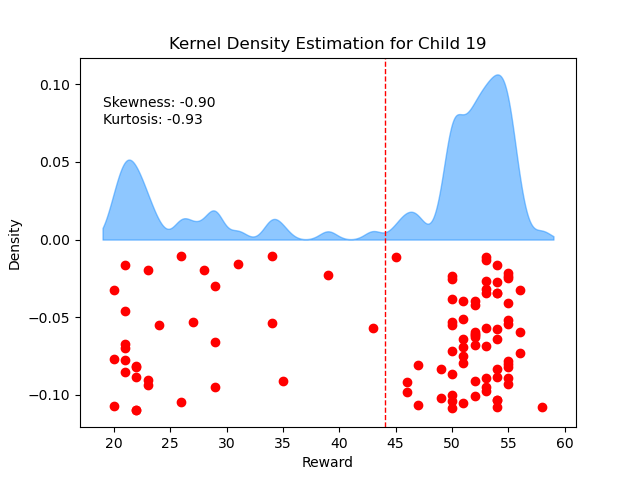 Kernel Density Estimation for Child 19
Skewness: -0.90
Kurtosis: -0.93
0.10
0.05
0.00
−0.05
−0.10
Density
20 25 30 35 40 45 50 55 60
Reward